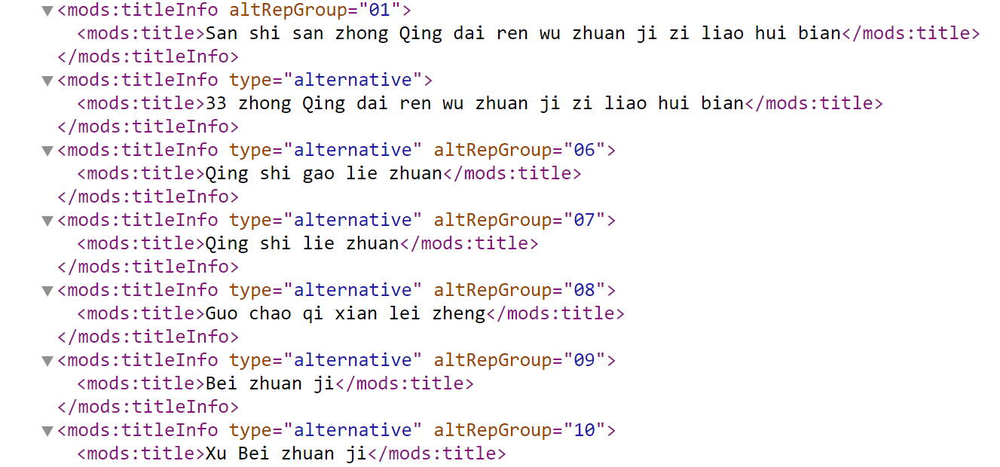 ▼<mods:titleInfo altRepGroup="01">
<mods:title>San shi san zhong Qing dai ren wu zhuan ji zi liao hui bian</mods:title>
</mods:titleInfo>
▼<mods:titleInfo type="alternative">
<mods:title>33 zhong Qing dai ren wu zhuan ji zi liao hui bian</mods:title>
</mods:titleInfo>
▼<mods:titleInfo type="alternative" altRepGroup="06">
<mods:title>Qing shi gao lie zhuan</mods:title>
</mods:titleInfo>
▼<mods:titleInfo type="alternative" altRepGroup="07">
<mods:title>Qing shi lie zhuan</mods:title>
</mods:titleInfo>
▼<mods:titleInfo type="alternative" altRepGroup="08">
<mods:title>Guo chao qi xian lei zheng</mods:title>
</mods:titleInfo>
▼<mods:titleInfo type="alternative" altRepGroup="09">
<mods:title>Bei zhuan ji</mods:title>
</mods:titleInfo>
▼<mods:titleInfo type="alternative" altRepGroup="10">
<mods:title>Xu Bei zhuan ji</mods:title>